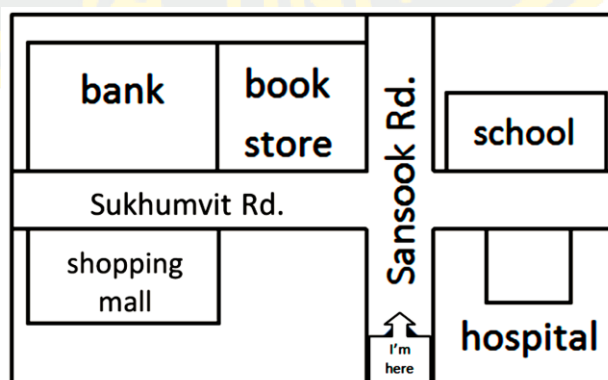 bank
book
store
Sansook Rd.
school
Sukhumvit Rd.
shopping
mall
I'm
here
hospital